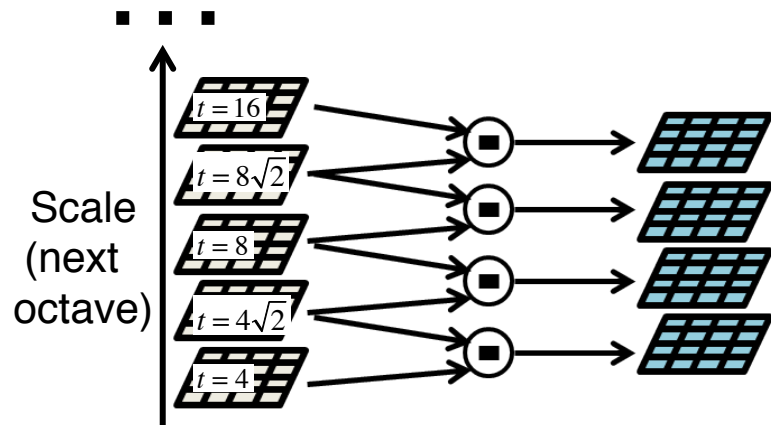 t = 16
t = 8√2
t = 8
t = 4√2
t = 4
Scale
(next
octave)